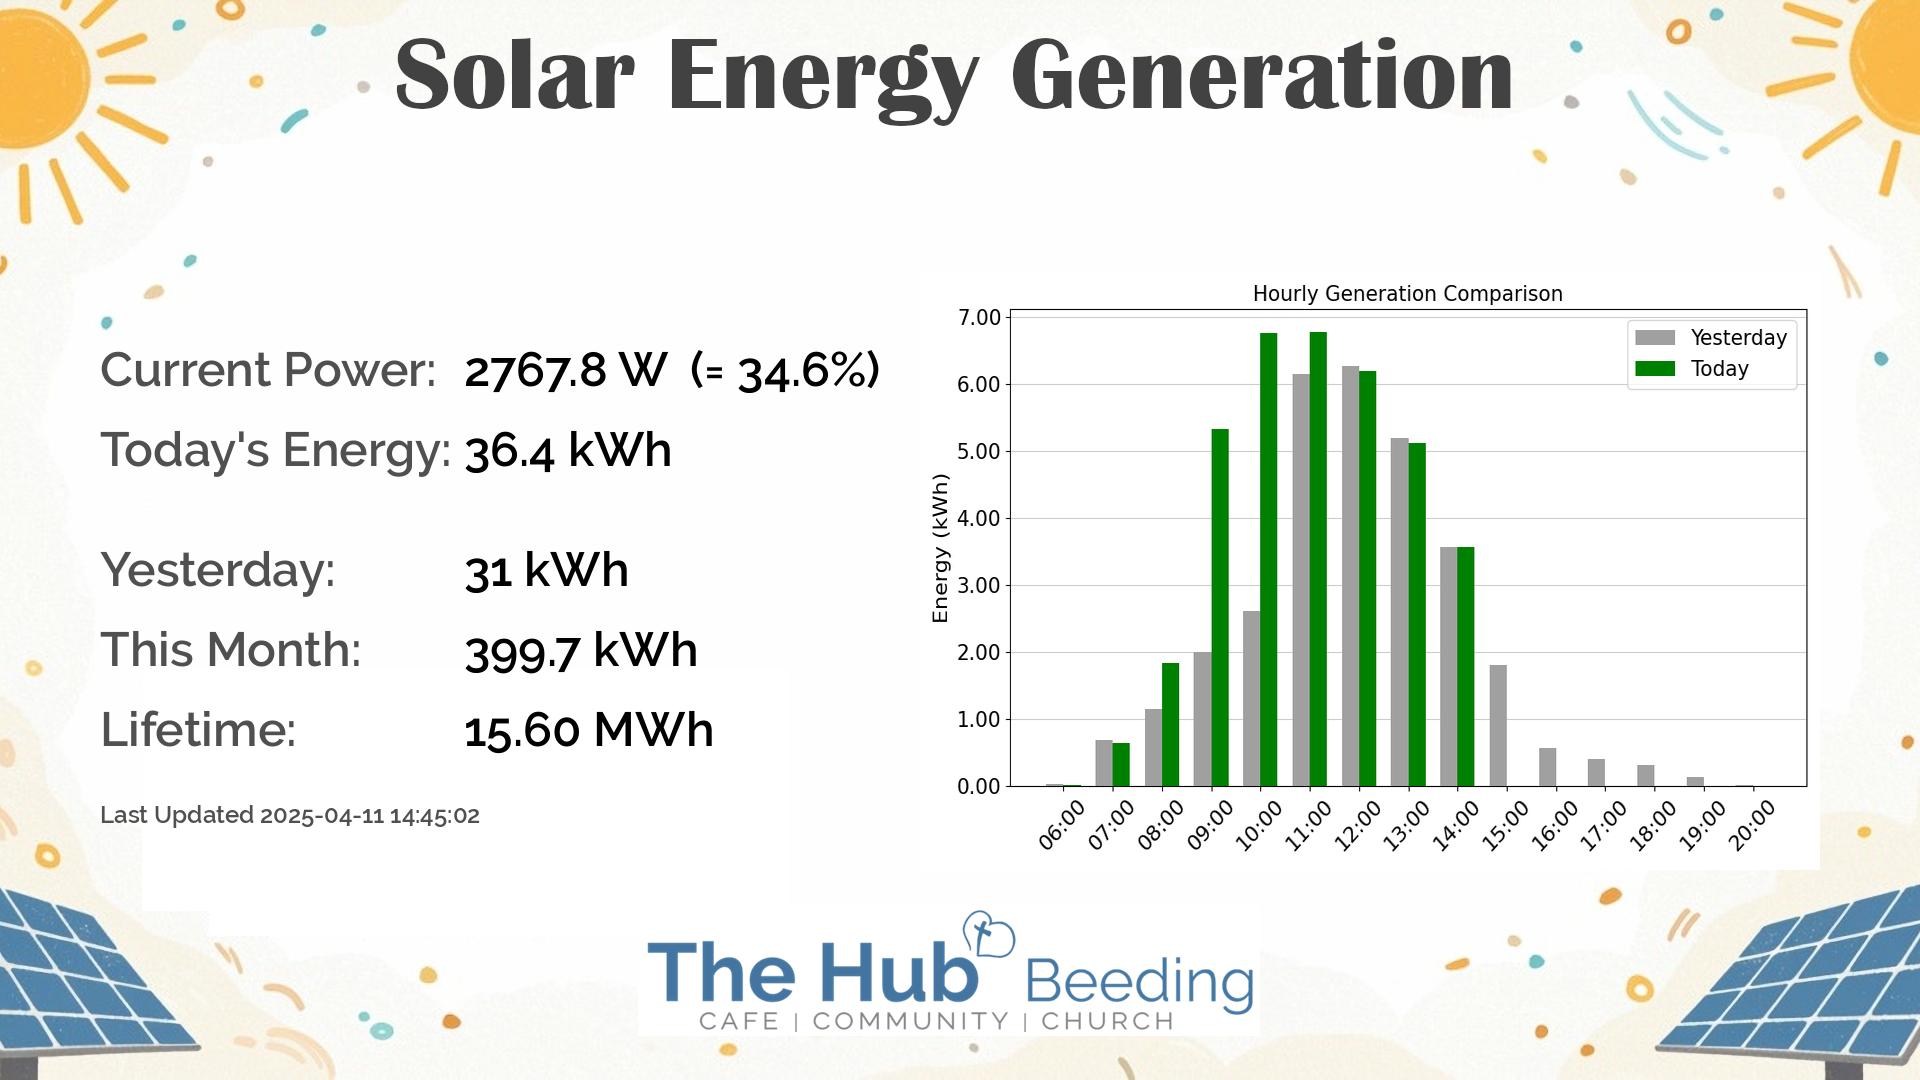 Solar Energy Generation
Current Power: 2767.8 W (= 34.6%)
Today's Energy: 36.4 kWh
Yesterday: 31 kWh
This Month: 399.7 kWh
Lifetime: 15.60 MWh
Last Updated 2025-04-11 14:45:02
Hourly Generation Comparison
Yesterday
Today
Energy (kWh)
7.00
6.00
5.00
4.00
3.00
2.00
1.00
0.00
06:00 07:00 08:00 09:00 10:00 11:00 12:00 13:00 14:00 15:00 16:00 17:00 18:00 19:00 20:00
The Hub Beeding
CAFE | COMMUNITY | CHURCH